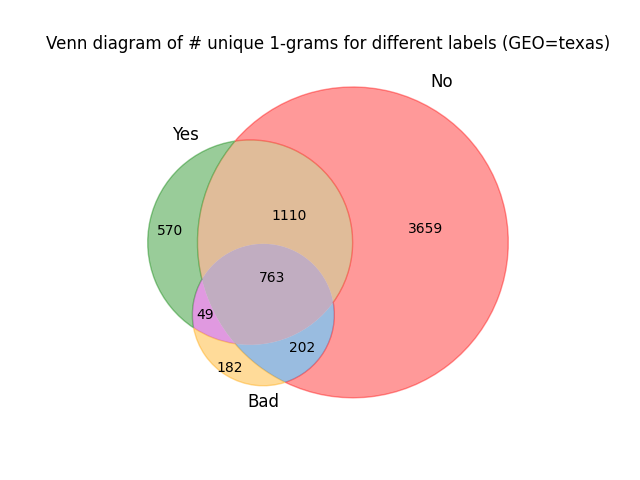 Venn diagram of # unique 1-grams for different labels (GEO=texas)
No
Yes
1110
3659
570
763
49
202
182
Bad